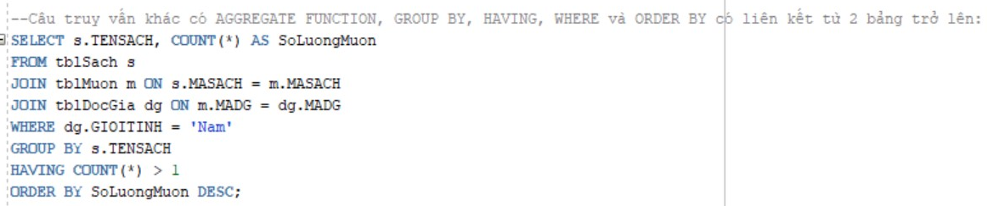 --Câu truy vấn khác có AGGREGATE FUNCTION, GROUP BY, HAVING, WHERE và ORDER BY có liên kết từ 2 bảng trở lên:
SELECT s.TENSACH, COUNT(*) AS SoLuongMuon
FROM tblSach s
JOIN tblMuon m ON s.MASACH = m.MASACH
JOIN tblDocGia dg ON m.MADG = dg.MADG
WHERE dg.GIOITINH = 'Nam'
GROUP BY s.TENSACH
HAVING COUNT(*) > 1
ORDER BY SoLuongMuon DESC;